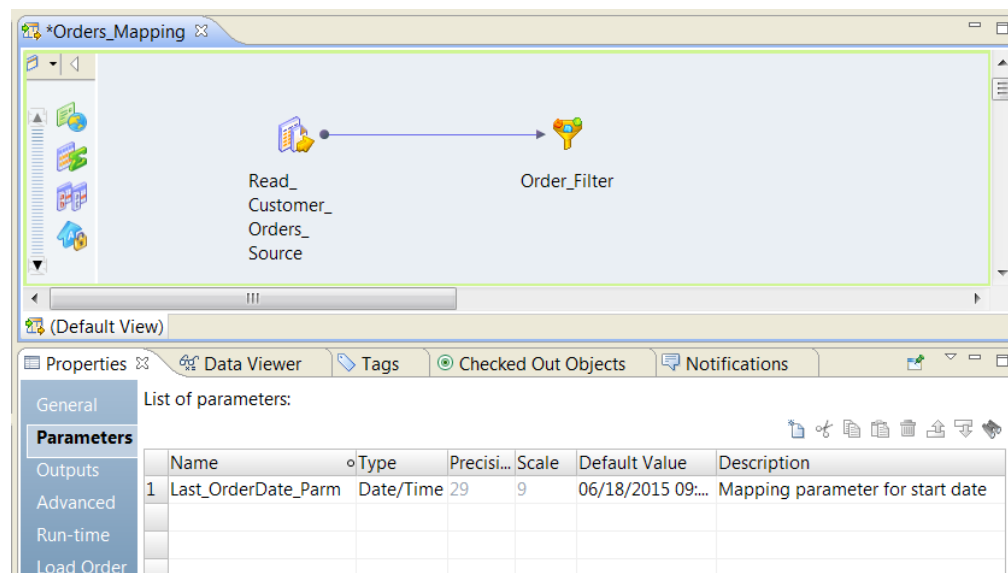 *Orders_Mapping
Read_
Customer_
Orders_
Source
Order_Filter
(Default View)
Properties Data Viewer Tags Checked Out Objects Notifications
General
Parameters
Outputs
Advanced
Run-time
Load Order
List of parameters:
Name Type Precisi... Scale Default Value Description
1 Last_OrderDate_Parm Date/Time 29 9 06/18/2015 09:... Mapping parameter for start date